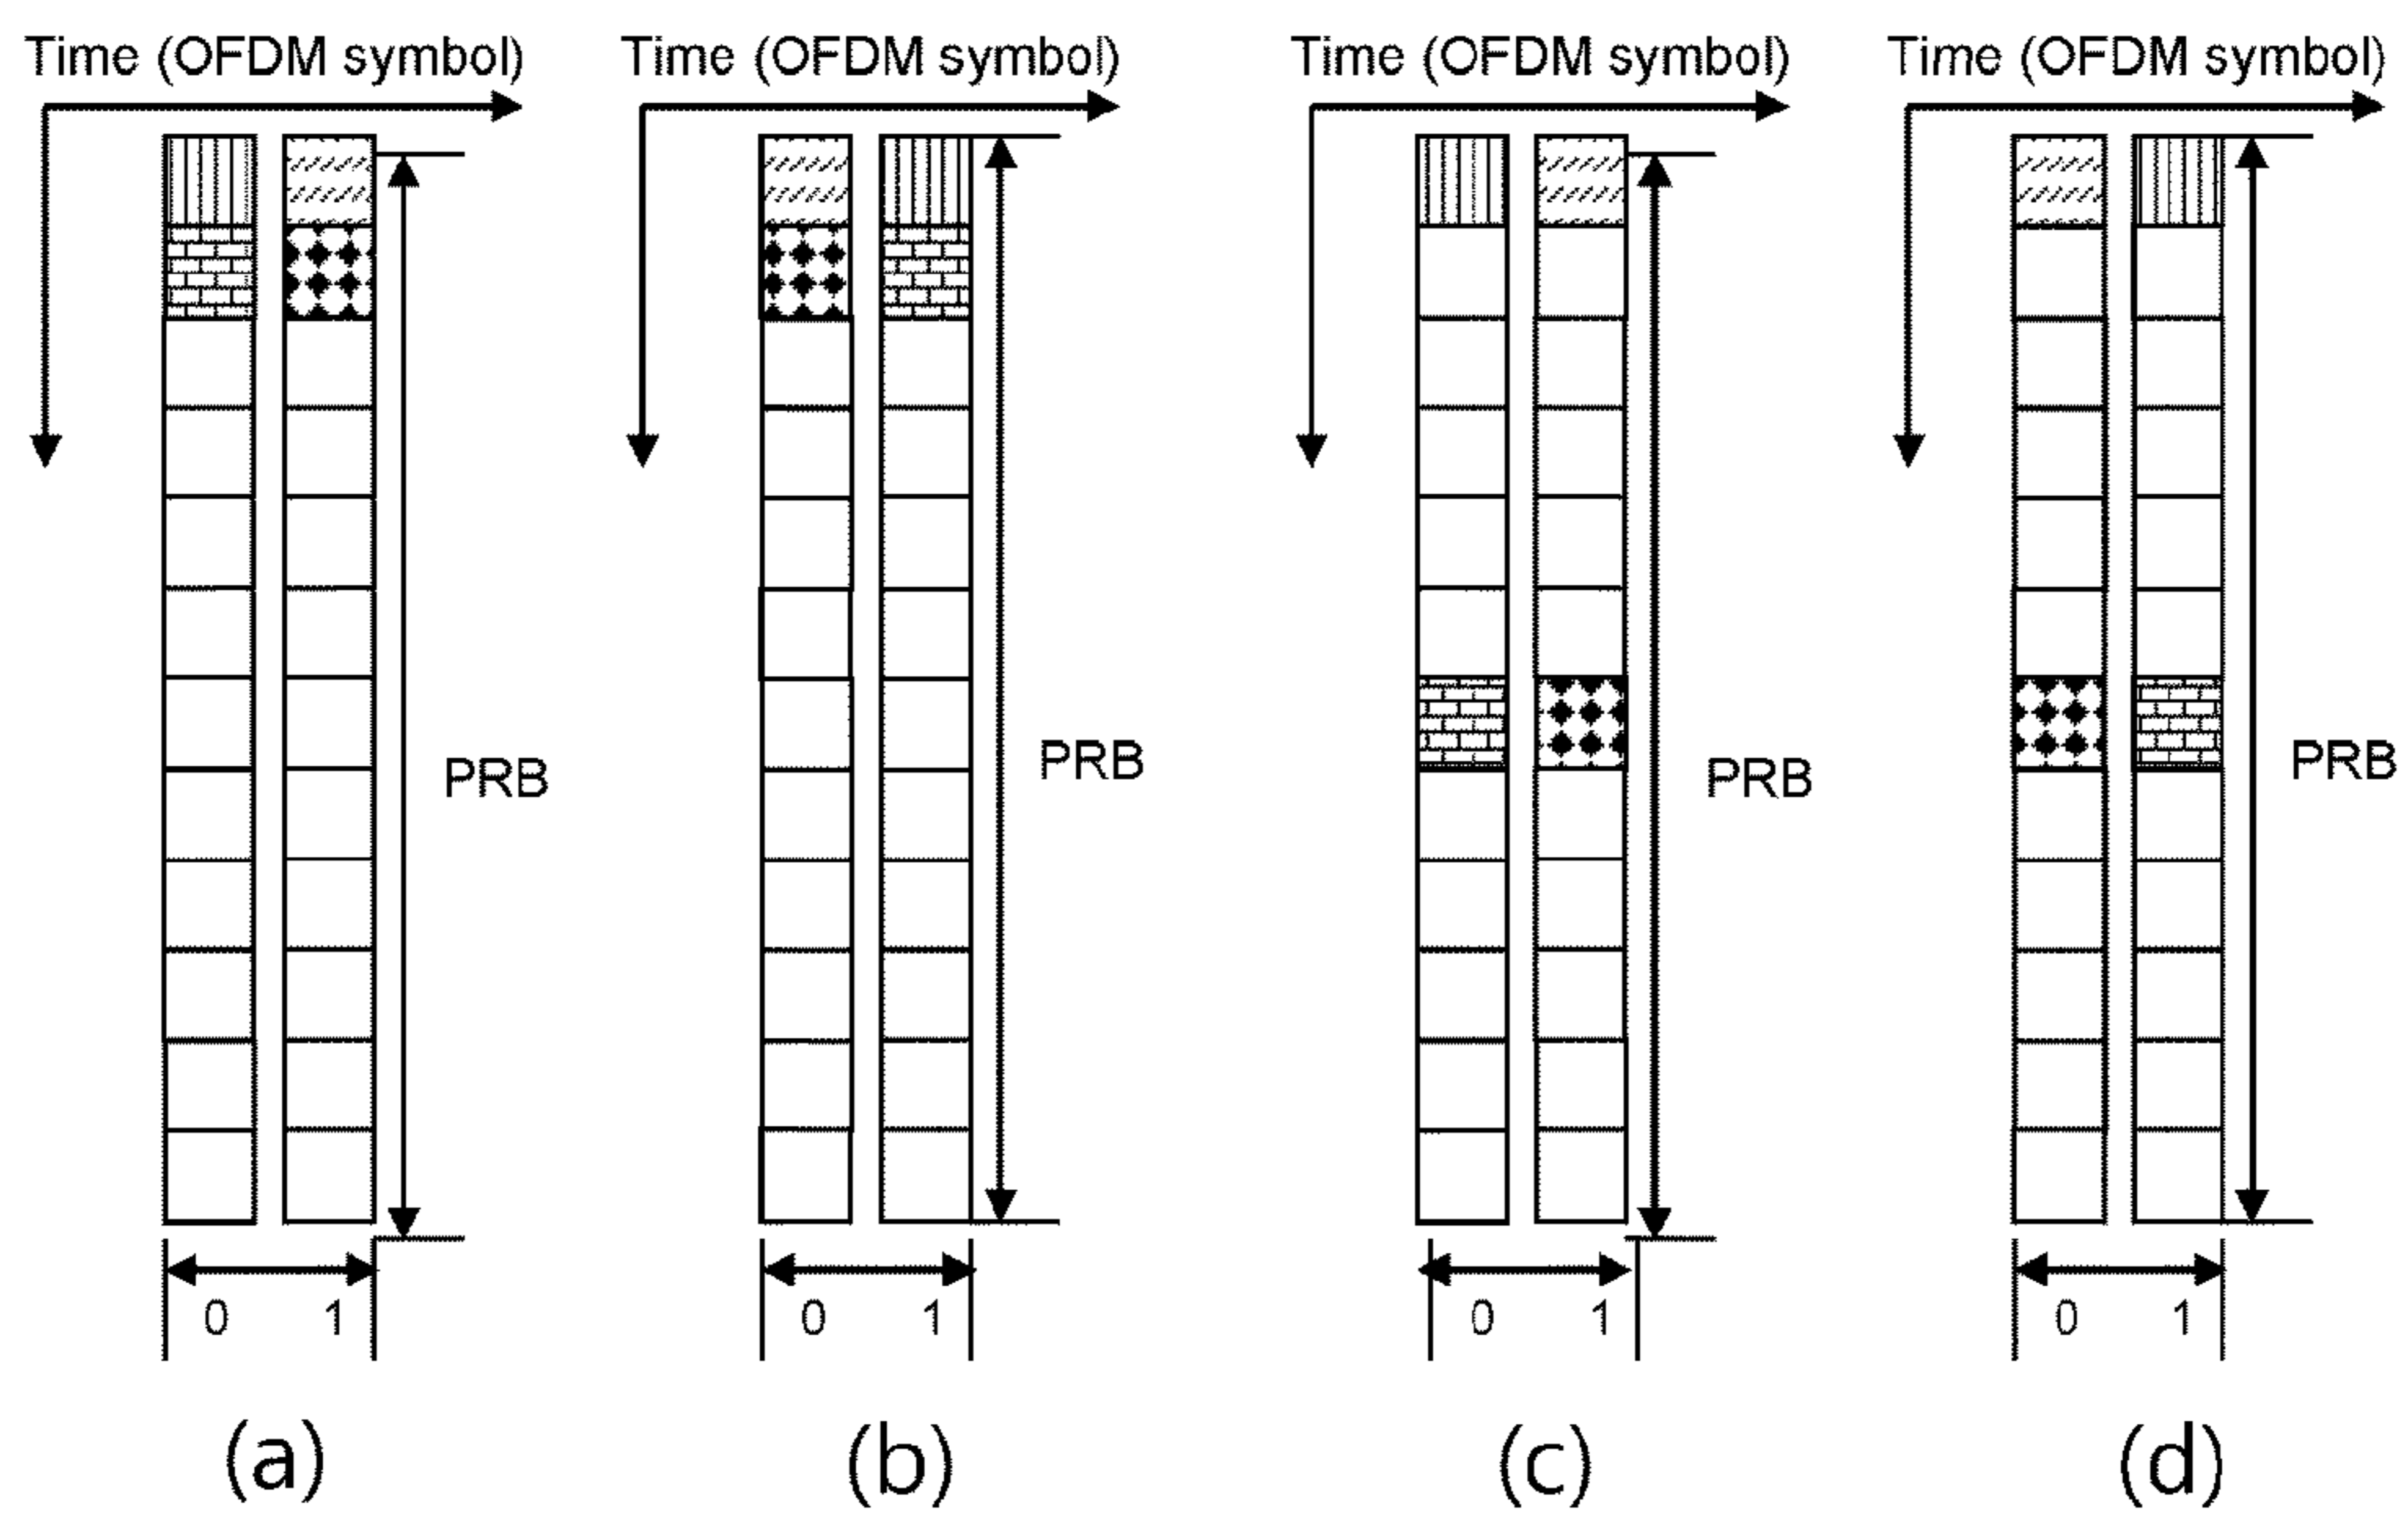 Time (OFDM symbol) Time (OFDM symbol) Time (OFDM symbol) Time (OFDM symbol)
PRB PRB PRB PRB
0 1 0 1 0 1 0 1
(a) (b) (c) (d)